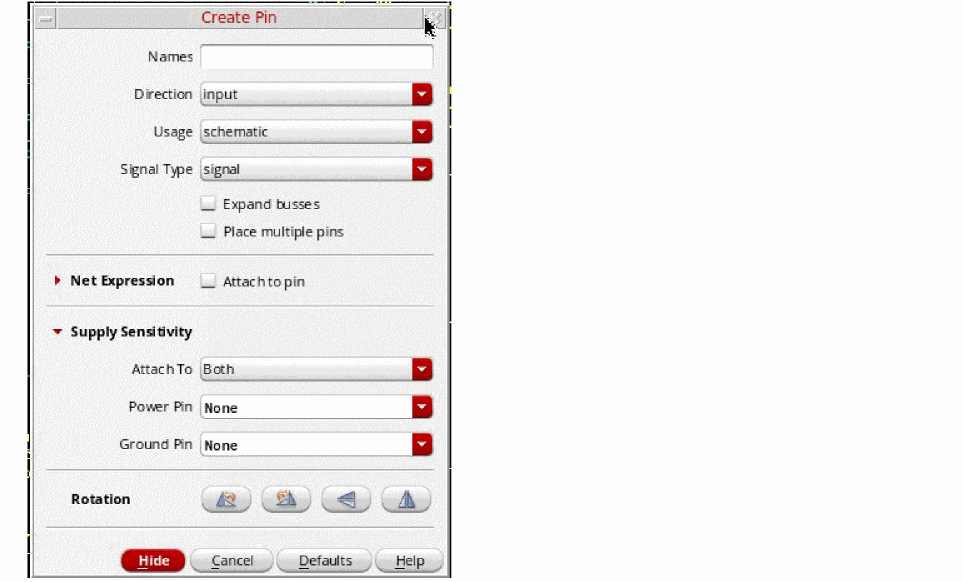 Create Pin
Names
Direction input
Usage schematic
Signal Type signal
Expand busses
Place multiple pins
Net Expression Attach to pin
Supply Sensitivity
Attach To Both
Power Pin None
Ground Pin None
Rotation
Hide Cancel Defaults Help